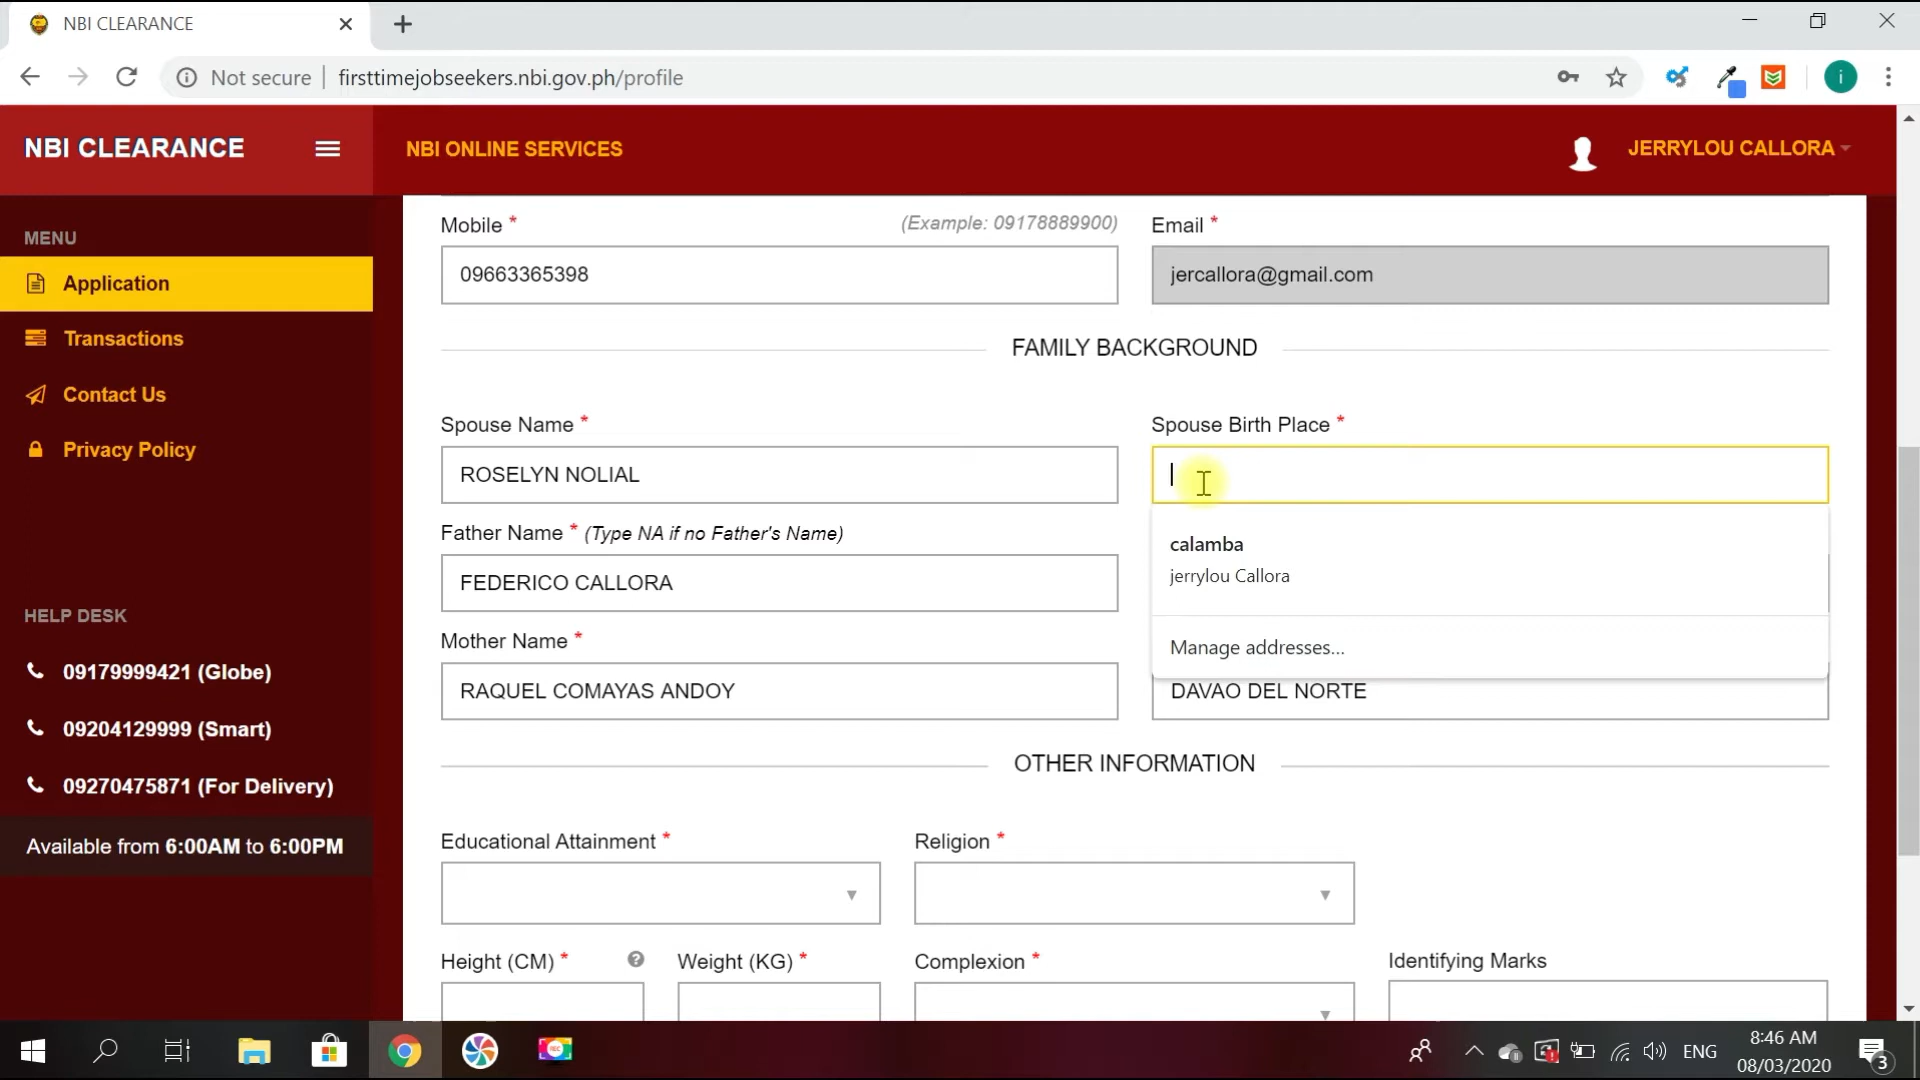 NBI CLEARANCE
Not secure
firsttimejobseekers.nbi.gov.ph/profile
i
NBI CLEARANCE
NBI ONLINE SERVICES
JERRYLOU CALLORA
MENU
Application
Transactions
Contact Us
Privacy Policy
HELP DESK
09179999421 (Globe)
09204129999 (Smart)
09270475871 (For Delivery)
Available from 6:00AM to 6:00PM
Mobile *
(Example: 09178889900)
09663365398
Email *
jercallora@gmail.com
FAMILY BACKGROUND
Spouse Name *
ROSELYN NOLIAL
Spouse Birth Place *
calamba
jerrylou Callora
Manage addresses...
Father Name * (Type NA if no Father's Name)
FEDERICO CALLORA
Mother Name *
RAQUEL COMAYAS ANDOY
DAVAO DEL NORTE
OTHER INFORMATION
Educational Attainment *
Religion *
Height (CM) *
Weight (KG) *
Complexion *
Identifying Marks
REC
ENG
8:46 AM
08/03/2020
3